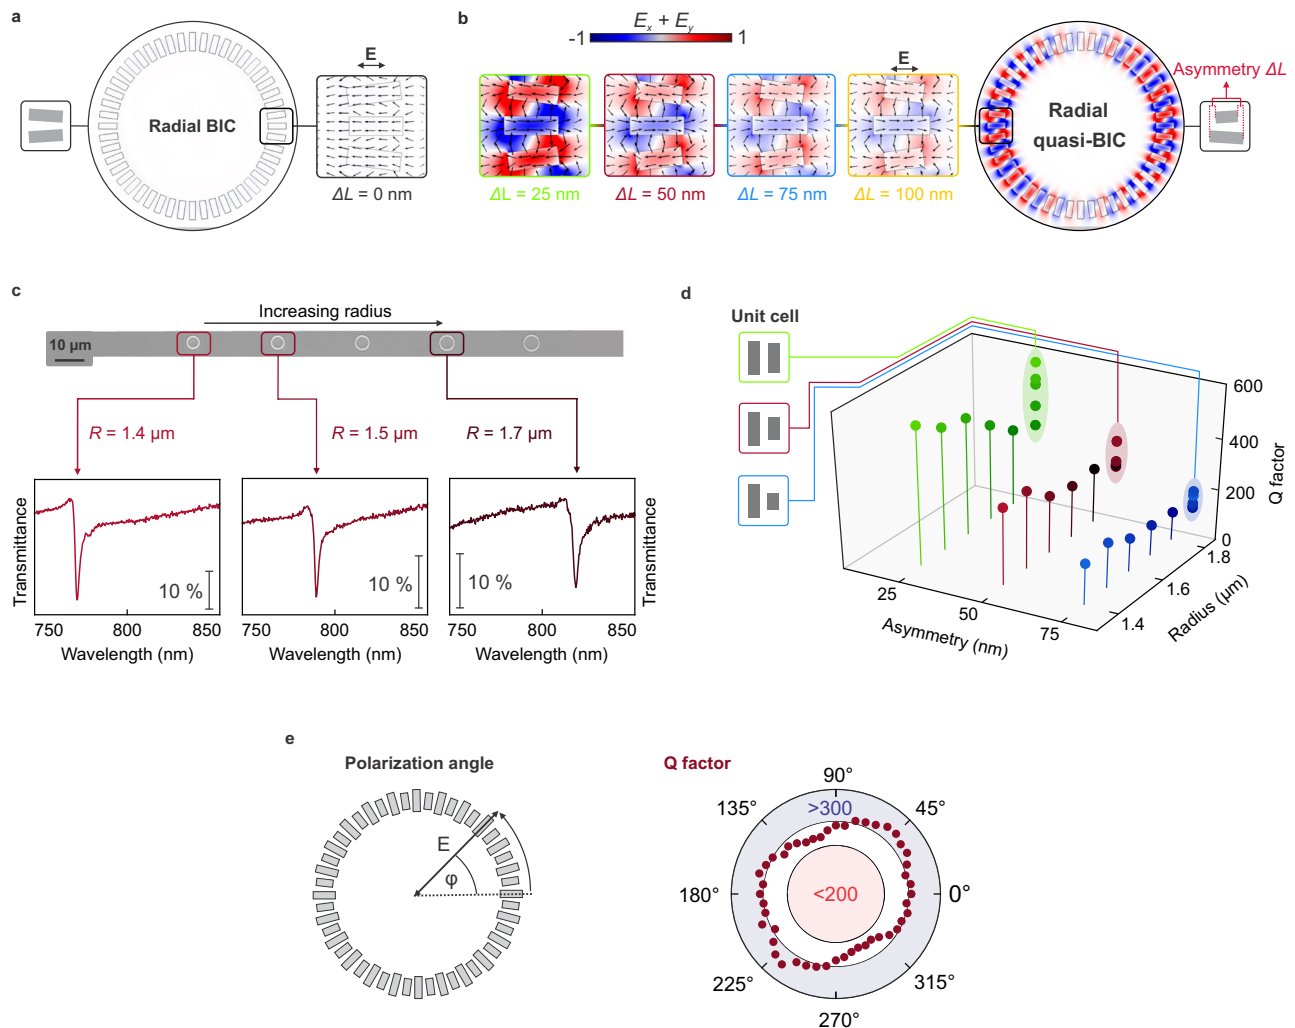 a
Radial BIC
E
ΔL = 0 nm
b
Ex + Ey
-1
1
E
ΔL = 25 nm
ΔL = 50 nm
ΔL = 75 nm
ΔL = 100 nm
Radial
quasi-BIC
Asymmetry ΔL
c
Increasing radius
10 μm
R = 1.4 μm
R = 1.5 μm
R = 1.7 μm
Transmittance
10 %
10 %
10 %
Transmittance
750
800
850
750
800
850
750
800
850
Wavelength (nm)
Wavelength (nm)
Wavelength (nm)
d
Unit cell
600
400
200
0
Q factor
1.8
1.6
1.4
Radius (μm)
25
50
75
Asymmetry (nm)
e
Polarization angle
E
φ
Q factor
90°
135°
>300
45°
180°
<200
0°
225°
315°
270°